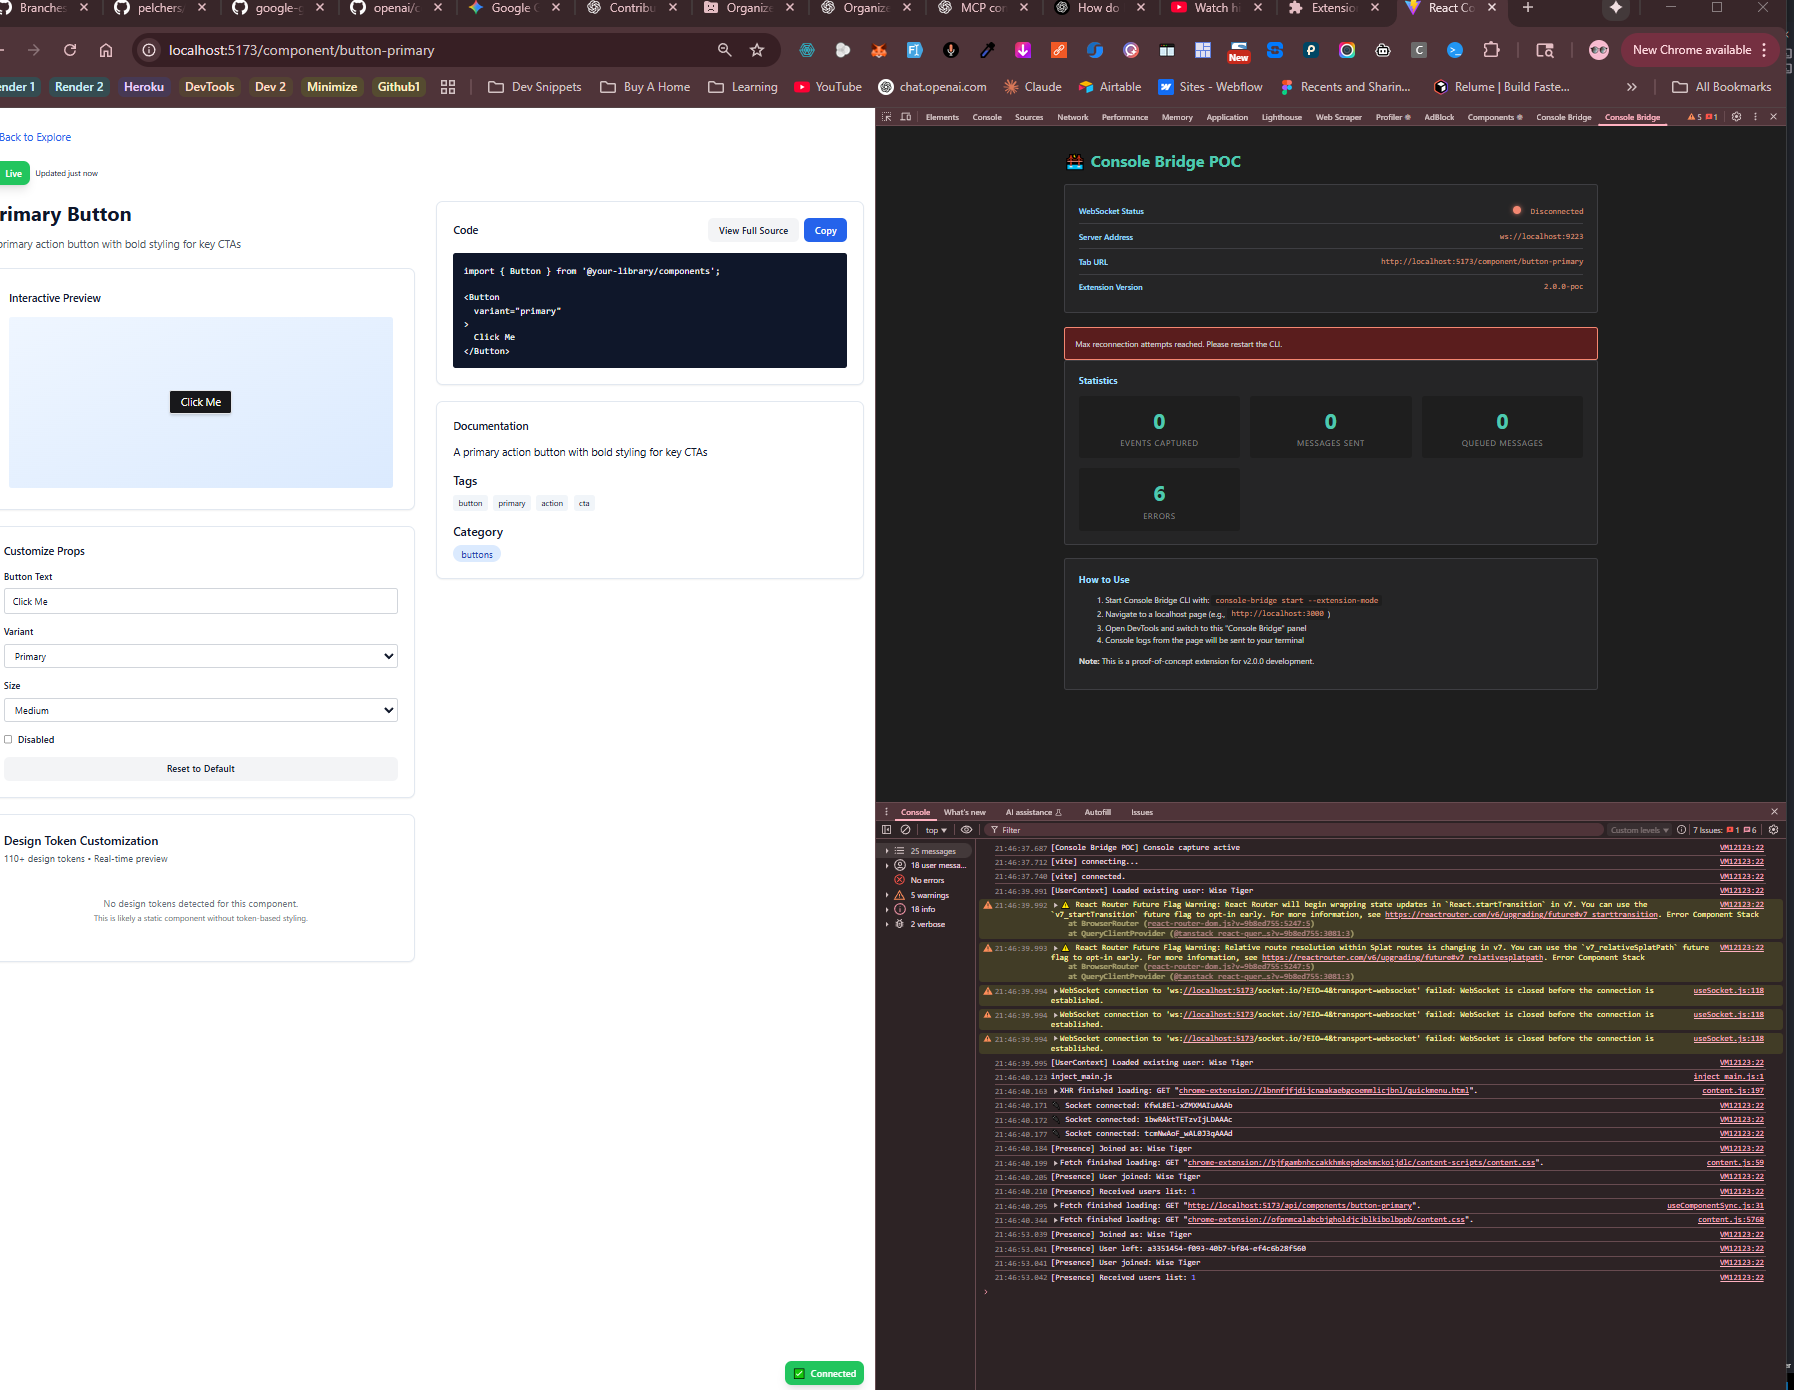 Branches
pelchers/
google-g
openai/c
Google G
Contribu
Organize
Organize
MCP cor
How do
Watch hi
Extensio
React Co
localhost:5173/component/button-primary
New
New Chrome available
ender 1
Render 2
Heroku
DevTools
Dev 2
Minimize
Github1
Dev Snippets
Buy A Home
Learning
YouTube
chat.openai.com
Claude
Airtable
Sites - Webflow
Recents and Sharin...
Relume | Build Faste...
All Bookmarks
Back to Explore
Live
Updated just now
rimary Button
primary action button with bold styling for key CTAs
Interactive Preview
Click Me
Customize Props
Button Text
Click Me
Variant
Primary
Size
Medium
Disabled
Reset to Default
Design Token Customization
110+ design tokens • Real-time preview
No design tokens detected for this component.
This is likely a static component without token-based styling.
Code
View Full Source
Copy
import { Button } from '@your-library/components';
<Button
variant="primary"
>
Click Me
</Button>
Documentation
A primary action button with bold styling for key CTAs
Tags
button primary action cta
Category
buttons
Connected
Elements Console Sources Network Performance Memory Application Lighthouse Web Scraper Profiler AdBlock Components Console Bridge Console Bridge 5 1
Console Bridge POC
WebSocket Status Disconnected
Server Address ws://localhost:9223
Tab URL http://localhost:5173/component/button-primary
Extension Version 2.0.0-poc
Max reconnection attempts reached. Please restart the CLI.
Statistics
0
EVENTS CAPTURED
0
MESSAGES SENT
0
QUEUED MESSAGES
6
ERRORS
How to Use
1. Start Console Bridge CLI with: console-bridge start --extension-mode
2. Navigate to a localhost page (e.g., http://localhost:3000 )
3. Open DevTools and switch to this "Console Bridge" panel
4. Console logs from the page will be sent to your terminal
Note: This is a proof-of-concept extension for v2.0.0 development.
Console What's new AI assistance Autofill Issues
top Filter Custom levels 7 Issues: 1 6
25 messages
18 user messa...
No errors
5 warnings
18 info
2 verbose
21:46:37.687 [Console Bridge POC] Console capture active VM12123:22
21:46:37.712 [vite] connecting... VM12123:22
21:46:37.740 [vite] connected. VM12123:22
21:46:39.991 [UserContext] Loaded existing user: Wise Tiger VM12123:22
21:46:39.992 React Router Future Flag Warning: React Router will begin wrapping state updates in `React.startTransition` in v7. You can use the VM12123:22
`v7_startTransition` future flag to opt-in early. For more information, see https://reactrouter.com/v6/upgrading/future#v7_starttransition. Error Component Stack
at BrowserRouter (react-router-dom.js?v=9b8ed755:5247:5)
at QueryClientProvider (@tanstack_react-quer…s?v=9b8ed755:3081:3)
21:46:39.993 React Router Future Flag Warning: Relative route resolution within Splat routes is changing in v7. You can use the `v7_relativeSplatPath` future VM12123:22
flag to opt-in early. For more information, see https://reactrouter.com/v6/upgrading/future#v7_relativesplatpath. Error Component Stack
at BrowserRouter (react-router-dom.js?v=9b8ed755:5247:5)
at QueryClientProvider (@tanstack_react-quer…s?v=9b8ed755:3081:3)
21:46:39.994 WebSocket connection to 'ws://localhost:5173/socket.io/?EIO=4&transport=websocket' failed: WebSocket is closed before the connection is useSocket.js:118
established.
21:46:39.994 WebSocket connection to 'ws://localhost:5173/socket.io/?EIO=4&transport=websocket' failed: WebSocket is closed before the connection is useSocket.js:118
established.
21:46:39.994 WebSocket connection to 'ws://localhost:5173/socket.io/?EIO=4&transport=websocket' failed: WebSocket is closed before the connection is useSocket.js:118
established.
21:46:39.995 [UserContext] Loaded existing user: Wise Tiger VM12123:22
21:46:40.123 inject_main.js inject_main.js:1
21:46:40.163 XHR finished loading: GET "chrome-extension://lbnnfjfjdijcnaakaebgcoemmlicjbnl/quickmenu.html". content.js:197
21:46:40.171 Socket connected: KfwL8El-xZMXMAIuAAAb VM12123:22
21:46:40.172 Socket connected: 1bwRAktTETzvIjLDAAAc VM12123:22
21:46:40.177 Socket connected: tcmNwAoF_wAL0J3qAAAd VM12123:22
21:46:40.184 [Presence] Joined as: Wise Tiger VM12123:22
21:46:40.199 Fetch finished loading: GET "chrome-extension://bjfgambnhccakkhmkepdoekmckoijdlc/content-scripts/content.css". content.js:59
21:46:40.205 [Presence] User joined: Wise Tiger VM12123:22
21:46:40.210 [Presence] Received users list: 1 VM12123:22
21:46:40.295 Fetch finished loading: GET "http://localhost:5173/api/components/button-primary". useComponentSync.js:31
21:46:40.344 Fetch finished loading: GET "chrome-extension://ofpnmcalabcbjgholdjcjblkibolbppb/content.css". content.js:5768
21:46:53.039 [Presence] Joined as: Wise Tiger VM12123:22
21:46:53.041 [Presence] User left: a3351454-f093-40b7-bf84-ef4c6b28f560 VM12123:22
21:46:53.041 [Presence] User joined: Wise Tiger VM12123:22
21:46:53.042 [Presence] Received users list: 1 VM12123:22